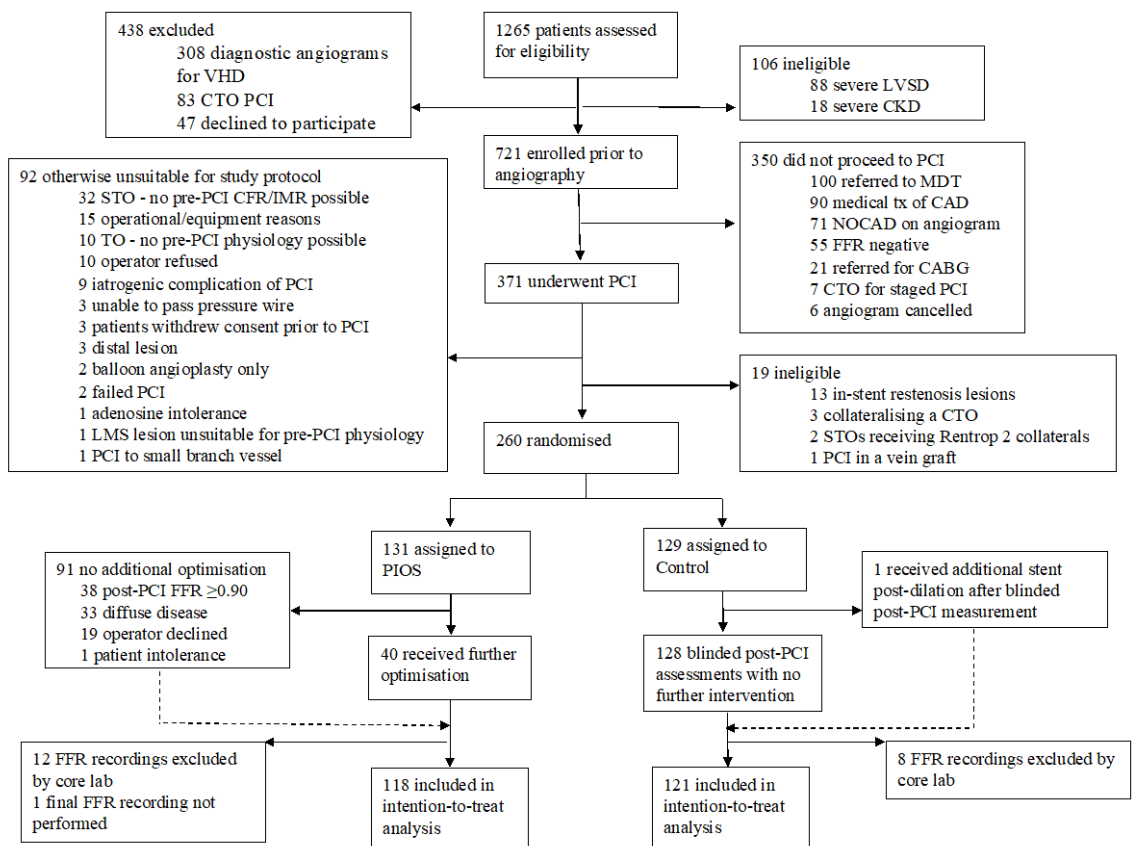 1265 patients assessed
for eligibility
438 excluded
308 diagnostic angiograms
for VHD
83 CTO PCI
47 declined to participate
106 ineligible
88 severe LVSD
18 severe CKD
721 enrolled prior to
angiography
350 did not proceed to PCI
100 referred to MDT
90 medical tx of CAD
71 NOCAD on angiogram
55 FFR negative
21 referred for CABG
7 CTO for staged PCI
6 angiogram cancelled
92 otherwise unsuitable for study protocol
32 STO - no pre-PCI CFR/IMR possible
15 operational/equipment reasons
10 TO - no pre-PCI physiology possible
10 operator refused
9 iatrogenic complication of PCI
3 unable to pass pressure wire
3 patients withdrew consent prior to PCI
3 distal lesion
2 balloon angioplasty only
2 failed PCI
1 adenosine intolerance
1 LMS lesion unsuitable for pre-PCI physiology
1 PCI to small branch vessel
371 underwent PCI
19 ineligible
13 in-stent restenosis lesions
3 collateralising a CTO
2 STOs receiving Rentrop 2 collaterals
1 PCI in a vein graft
260 randomised
131 assigned to
PIOS
129 assigned to
Control
91 no additional optimisation
38 post-PCI FFR ≥0.90
33 diffuse disease
19 operator declined
1 patient intolerance
1 received additional stent
post-dilation after blinded
post-PCI measurement
40 received further
optimisation
128 blinded post-PCI
assessments with no
further intervention
12 FFR recordings excluded
by core lab
1 final FFR recording not
performed
118 included in
intention-to-treat
analysis
121 included in
intention-to-treat
analysis
8 FFR recordings excluded by
core lab